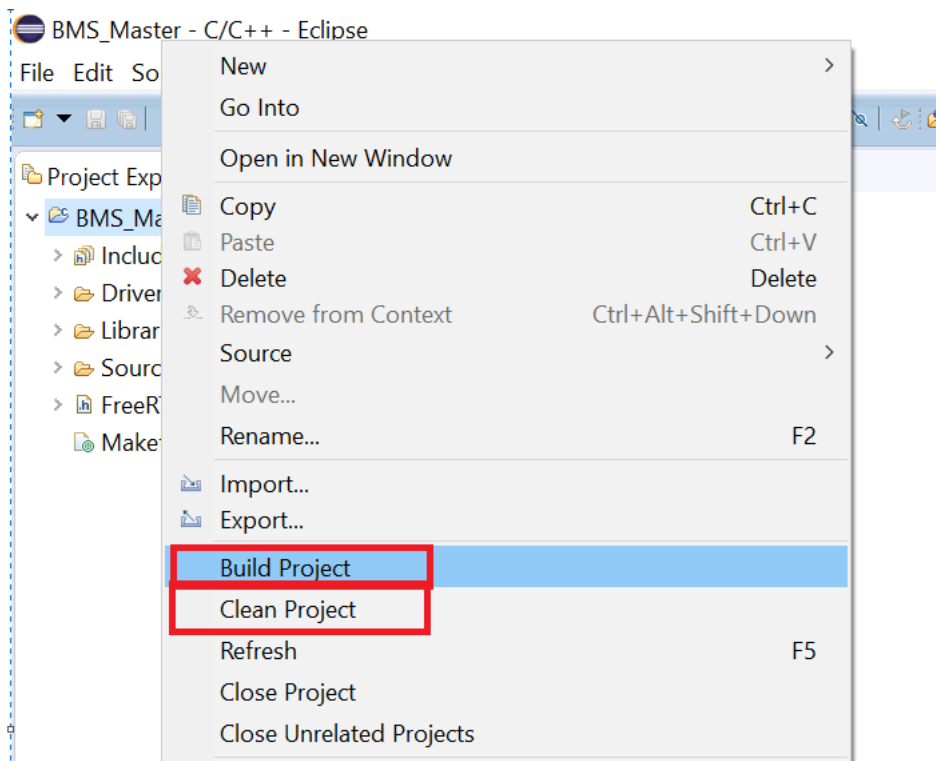 BMS_Master - C/C++ - Eclipse
File Edit So
Project Exp
BMS_Ma
Includ
Driver
Librar
Sourc
FreeR
Make
New
Go Into
Open in New Window
Copy Ctrl+C
Paste Ctrl+V
Delete Delete
Remove from Context Ctrl+Alt+Shift+Down
Source
Move...
Rename... F2
Import...
Export...
Build Project
Clean Project
Refresh F5
Close Project
Close Unrelated Projects